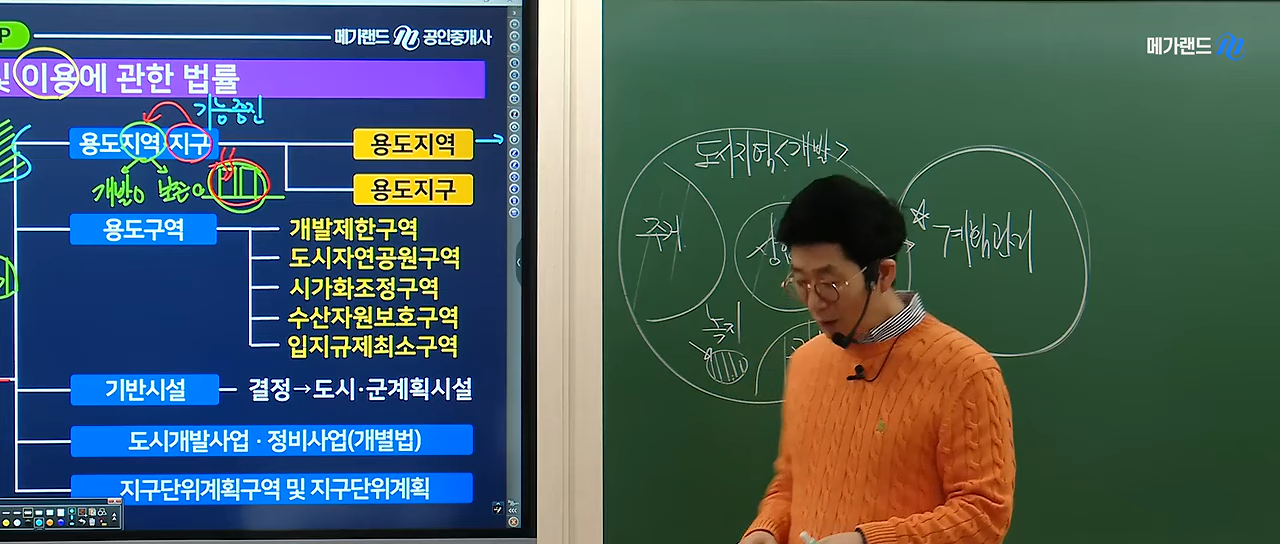 P
메가랜드 공인중개사
및 이용에 관한 법률
기능증진
용도지역 지구
용도지역
개발o 보존o
용도지구
용도구역
개발제한구역
도시자연공원구역
시가화조정구역
수산자원보호구역
입지규제최소구역
기반시설
결정→도시·군계획시설
도시개발사업·정비사업(개별법)
지구단위계획구역 및 지구단위계획
메가랜드
도시지역<개발>
주거
계획관리
녹지